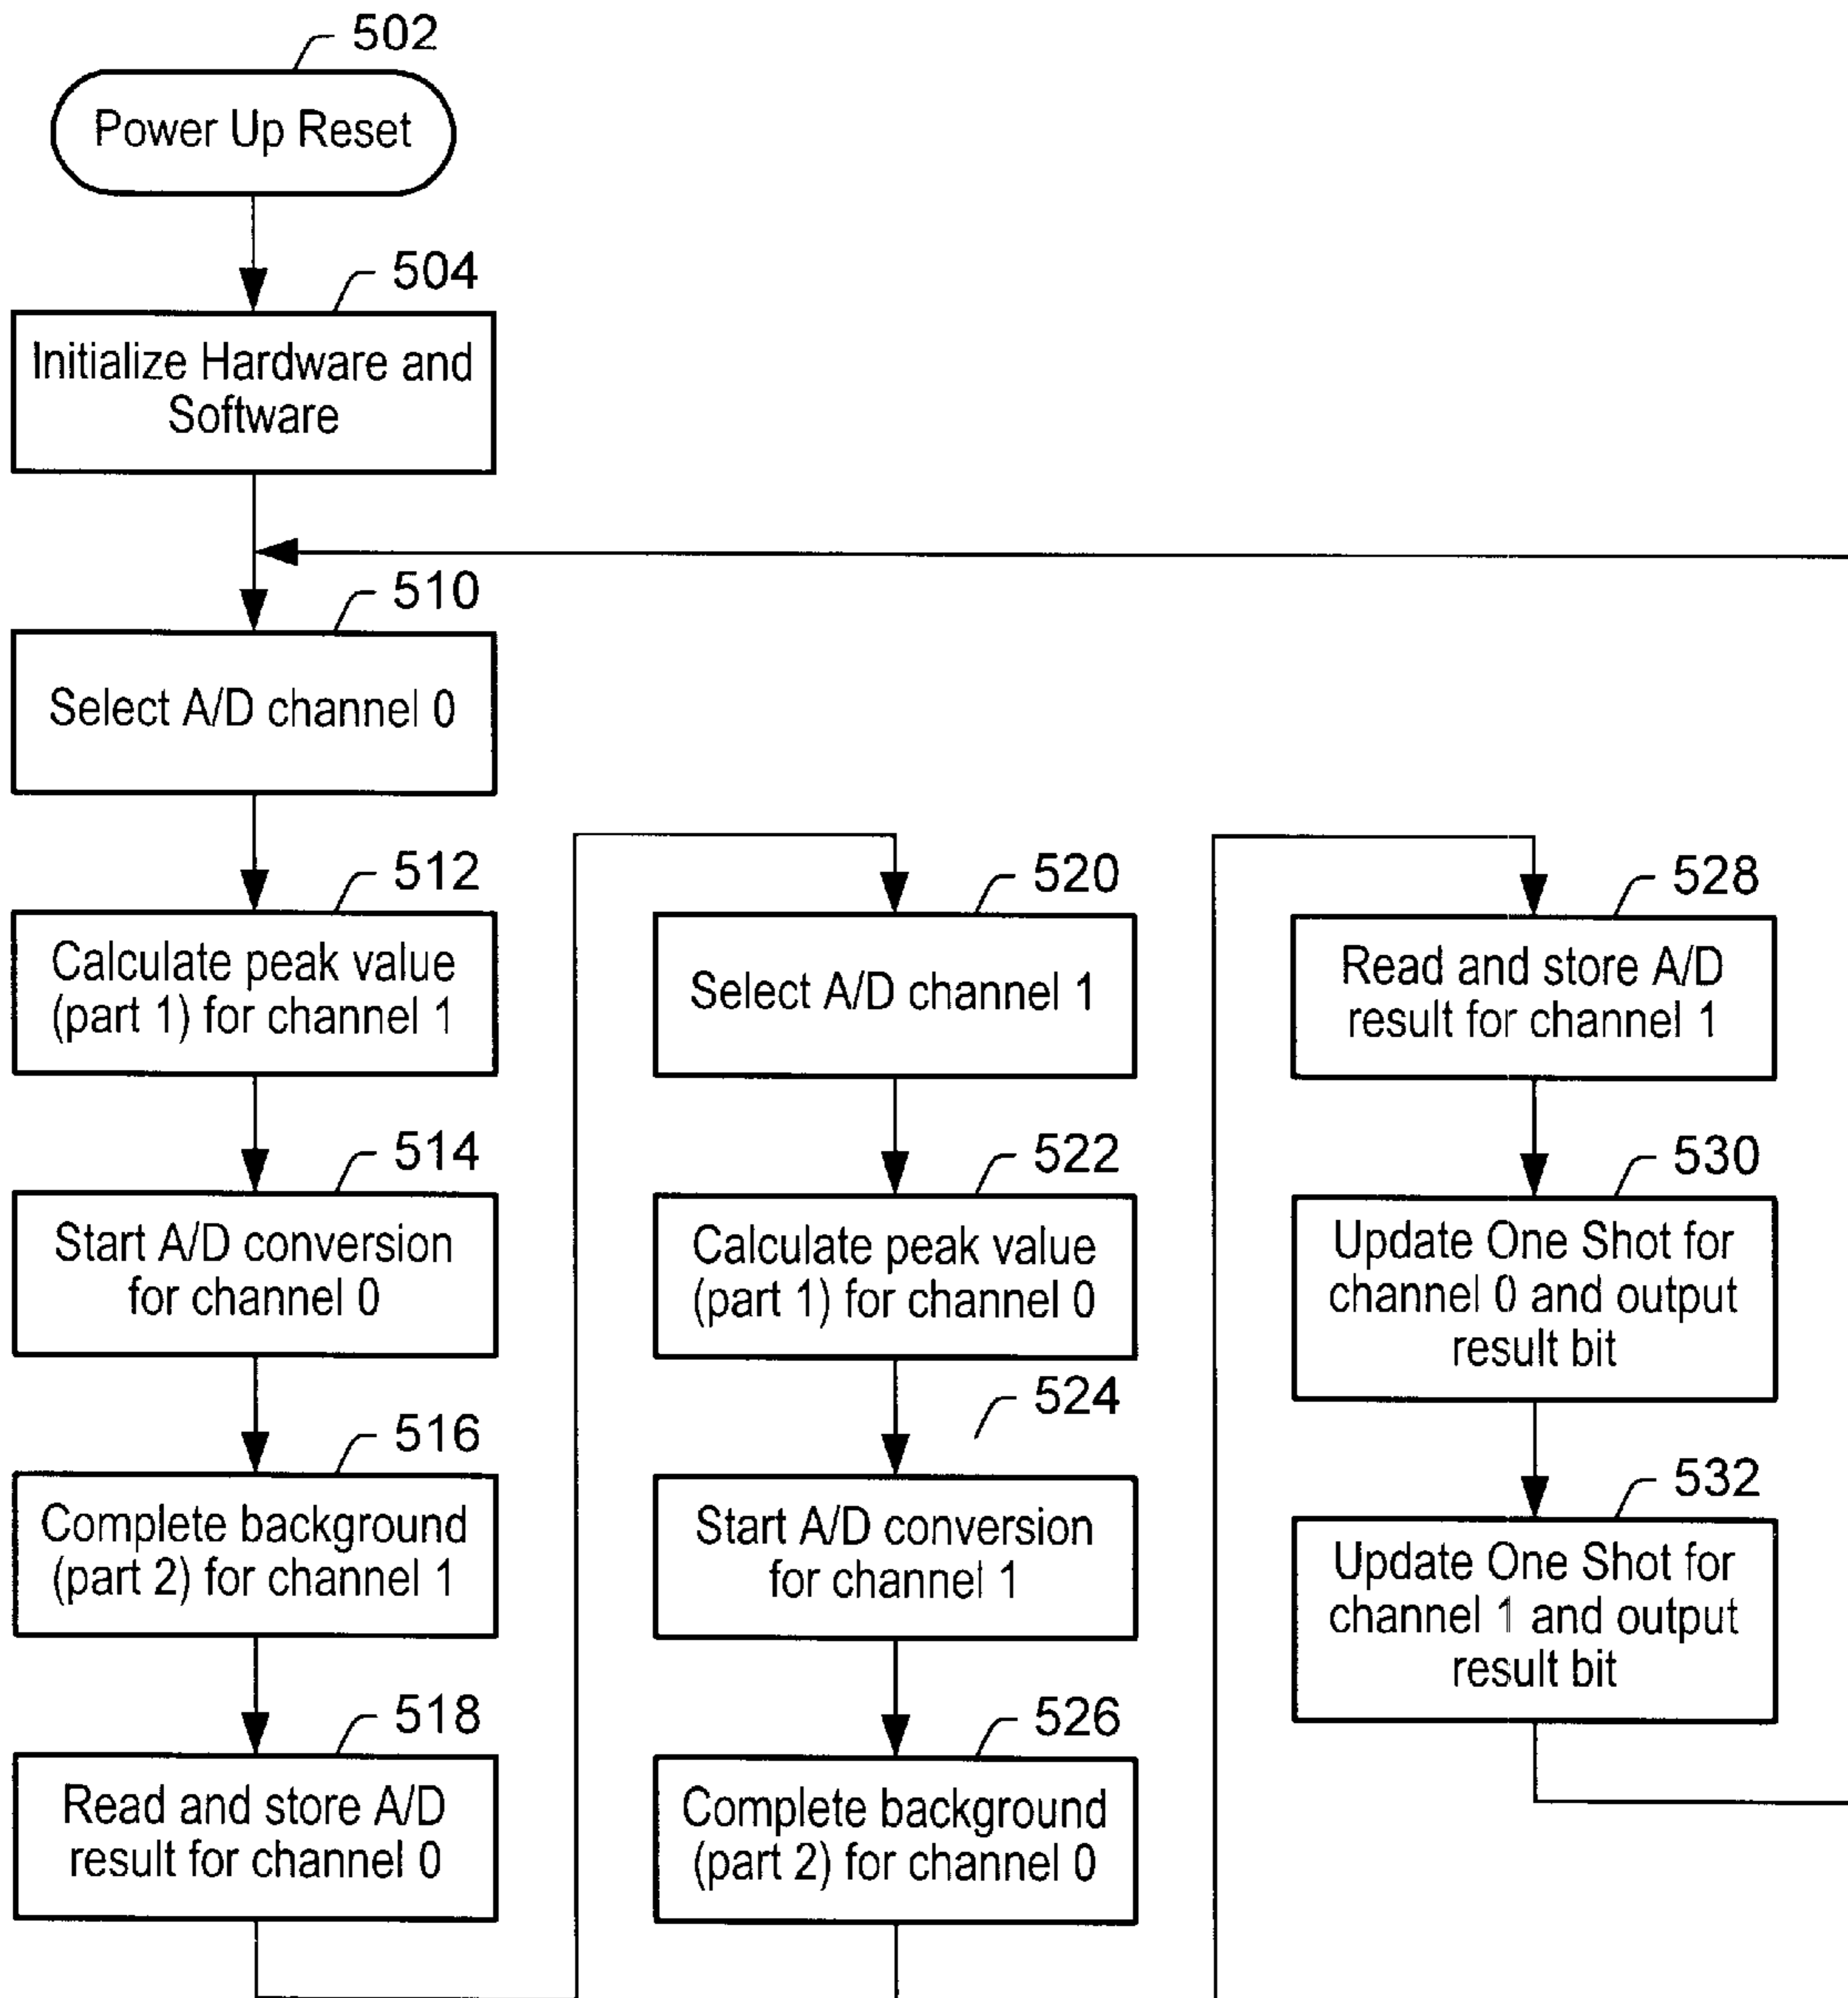 502
Power Up Reset
504
Initialize Hardware and
Software
510
Select A/D channel 0
512
Calculate peak value
(part 1) for channel 1
514
Start A/D conversion
for channel 0
516
Complete background
(part 2) for channel 1
518
Read and store A/D
result for channel 0
520
Select A/D channel 1
522
Calculate peak value
(part 1) for channel 0
524
Start A/D conversion
for channel 1
526
Complete background
(part 2) for channel 0
528
Read and store A/D
result for channel 1
530
Update One Shot for
channel 0 and output
result bit
532
Update One Shot for
channel 1 and output
result bit